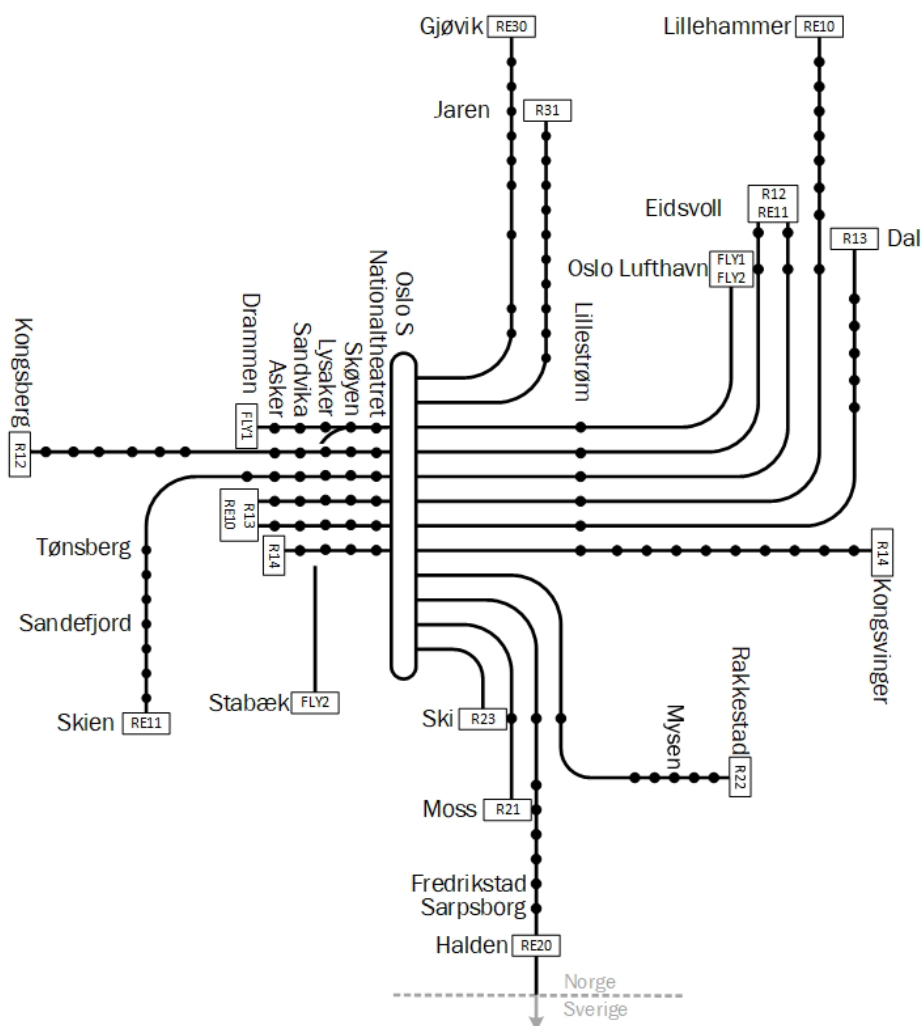 Gjøvik RE30
Lillehammer RE10
Jaren R31
Eidsvoll R12
RE11
R13 Dal
Oslo Lufthavn FLY1
FLY2
Kongsberg
R12
Drammen
FLY1
Asker
Sandvika
Lysaker
Skøyen
Nationaltheatret
Oslo S
Lillestrøm
R13
RE10
R14
R14
Kongsvinger
Tønsberg
Sandefjord
Skien RE11
Stabæk FLY2
Ski R23
Mysen
Rakkestad
R22
Moss R21
Fredrikstad
Sarpsborg
Halden RE20
Norge
Sverige